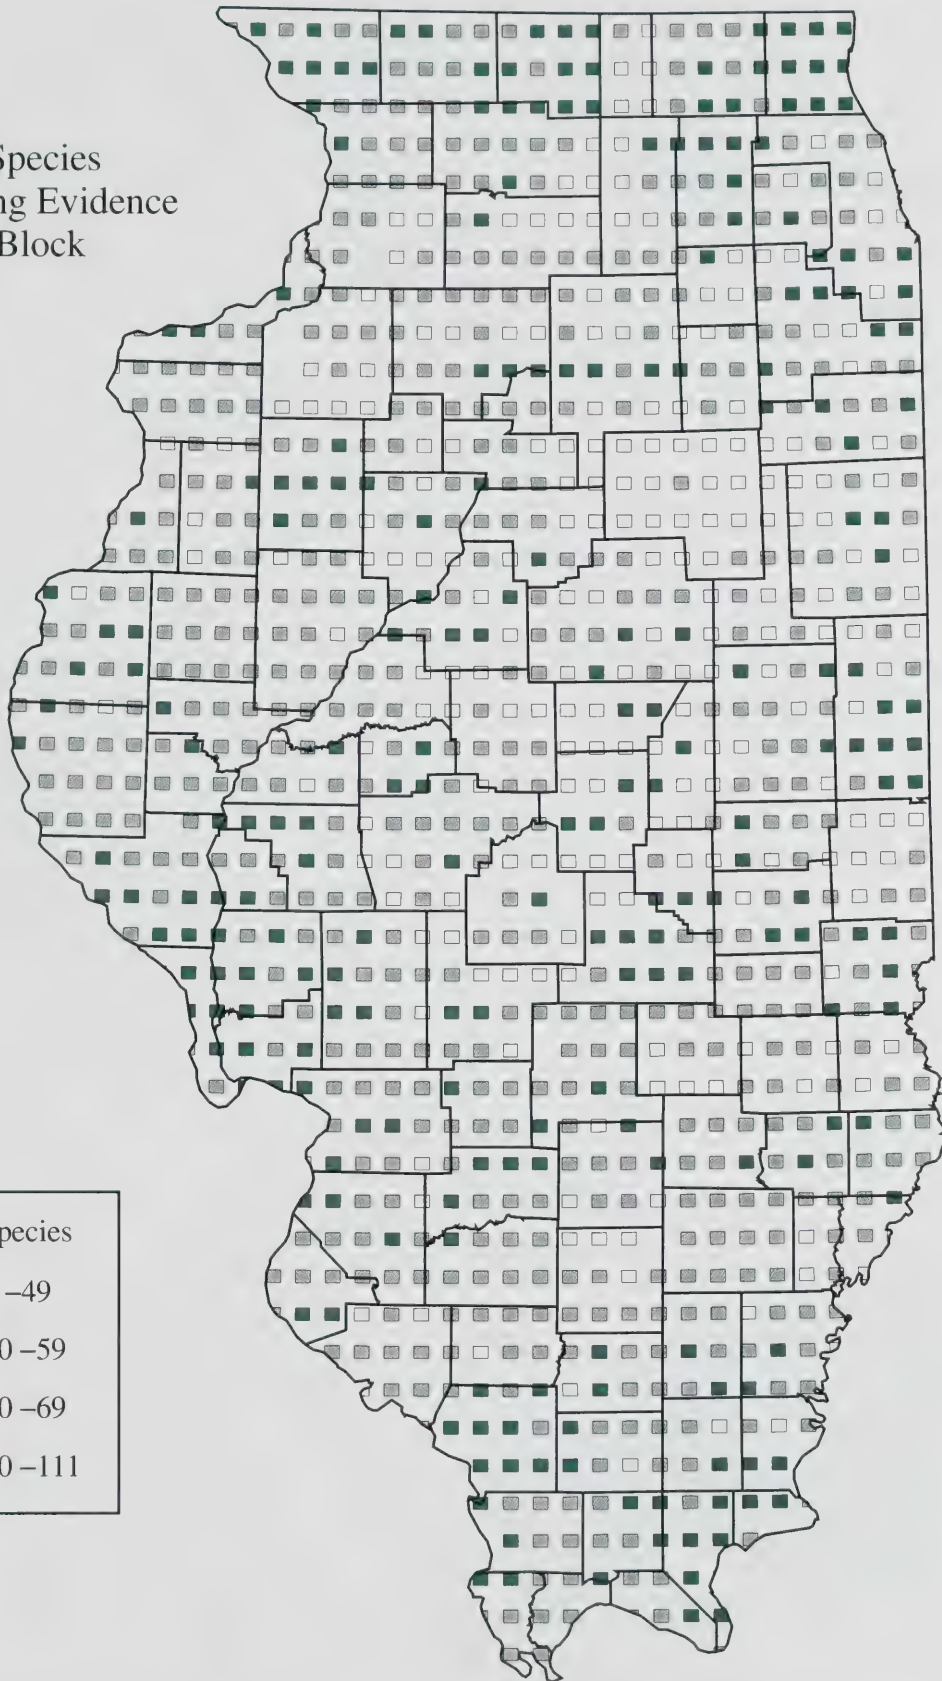 Species
ng Evidence
Block
pecies
–49
0 –59
0 –69
0 –111